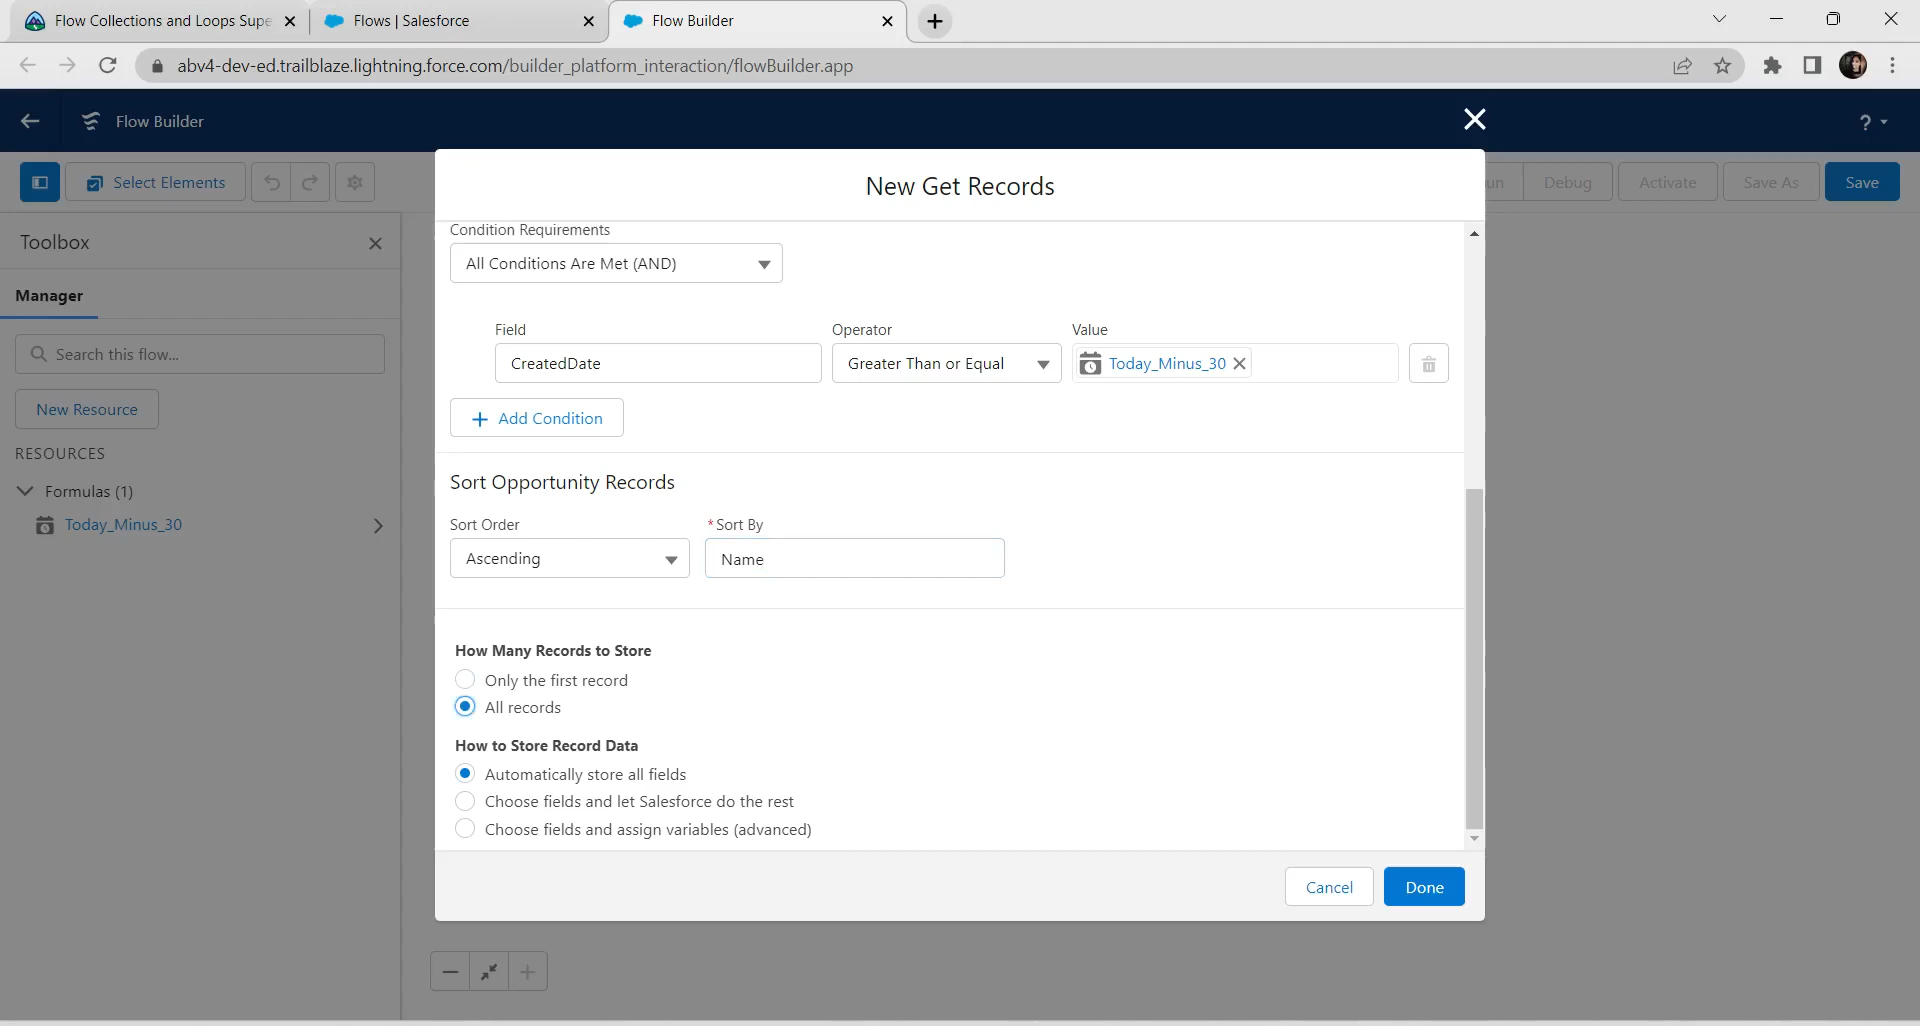 Flow Collections and Loops Supe
Flows | Salesforce
Flow Builder
abv4-dev-ed.trailblaze.lightning.force.com/builder_platform_interaction/flowBuilder.app
Flow Builder
?
Select Elements
un
Debug
Activate
Save As
Save
Toolbox
Manager
Search this flow...
New Resource
RESOURCES
Formulas (1)
Today_Minus_30
New Get Records
Condition Requirements
All Conditions Are Met (AND)
Field
Operator
Value
CreatedDate
Greater Than or Equal
Today_Minus_30
Add Condition
Sort Opportunity Records
Sort Order
*Sort By
Ascending
Name
How Many Records to Store
Only the first record
All records
How to Store Record Data
Automatically store all fields
Choose fields and let Salesforce do the rest
Choose fields and assign variables (advanced)
Cancel
Done